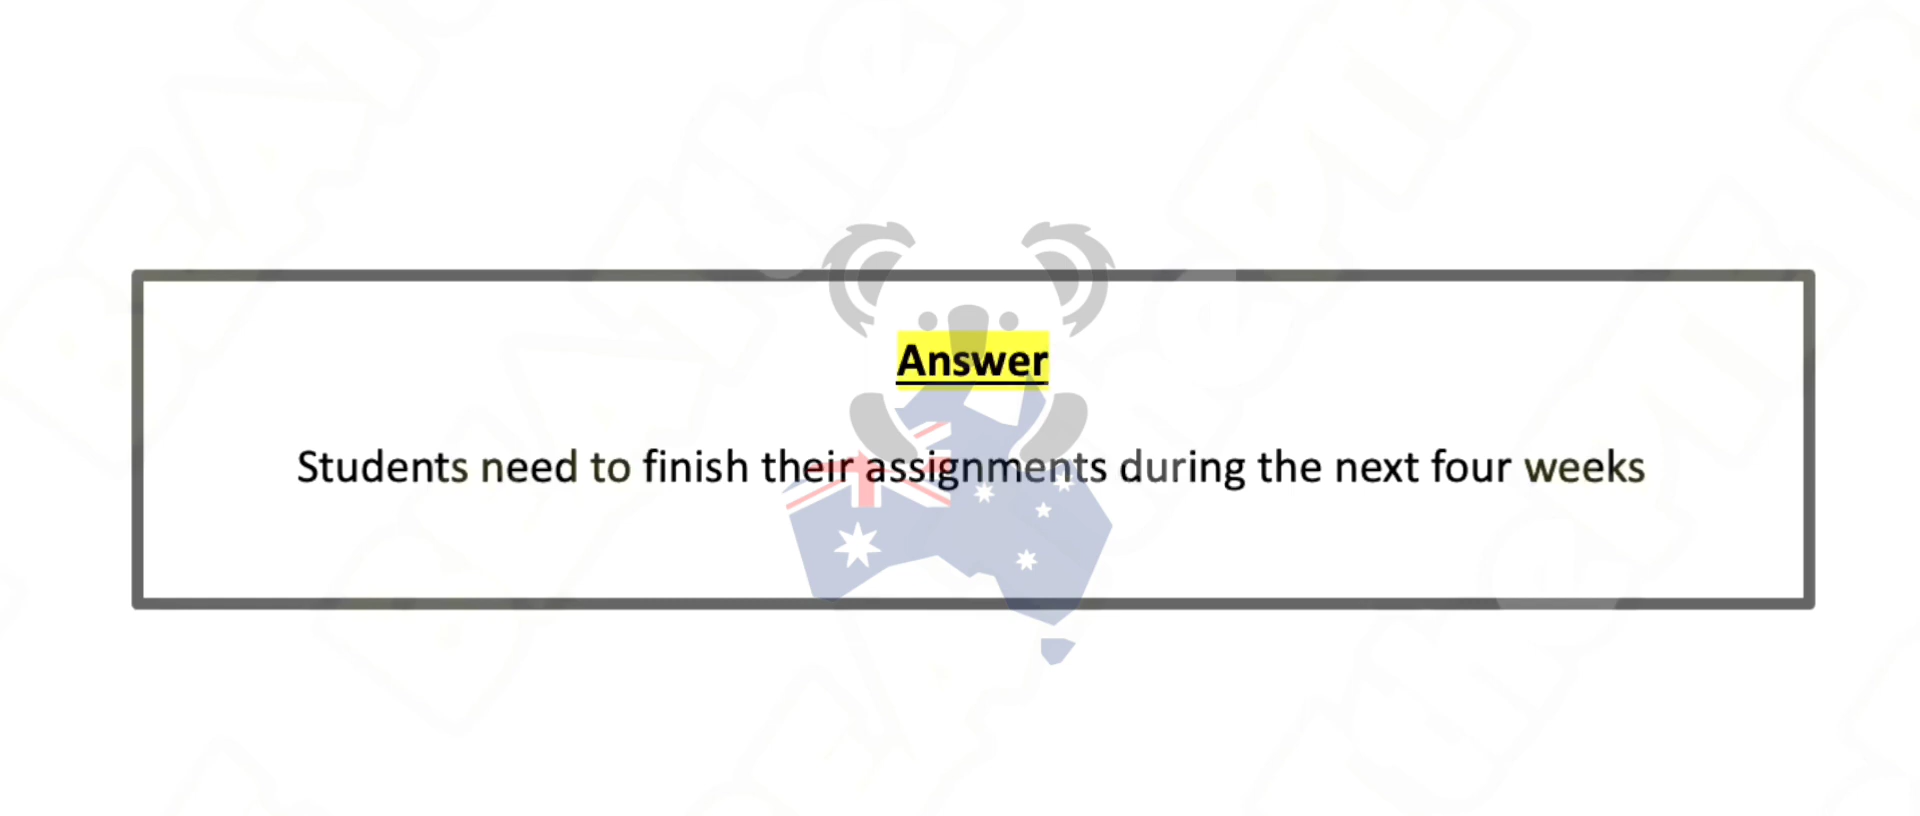 Answer
Students need to finish their assignments during the next four weeks